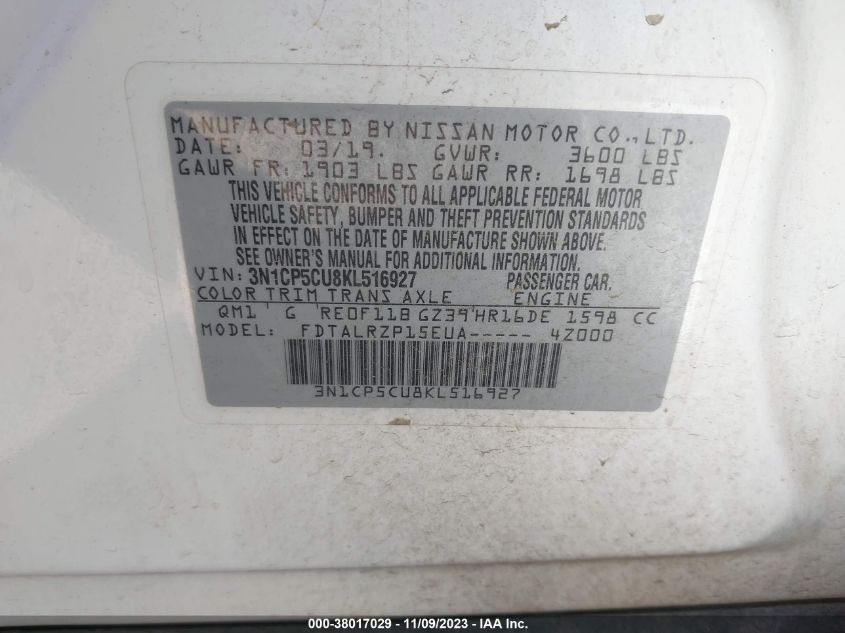 MANUFACTURED BY NISSAN MOTOR CO., LTD.
DATE: 03/19. GVWR: 3600 LBS
GAWR FR: 1903 LBS GAWR RR: 1698 LBS
THIS VEHICLE CONFORMS TO ALL APPLICABLE FEDERAL MOTOR
VEHICLE SAFETY, BUMPER AND THEFT PREVENTION STANDARDS
IN EFFECT ON THE DATE OF MANUFACTURE SHOWN ABOVE.
SEE OWNER'S MANUAL FOR ADDITIONAL INFORMATION.
VIN: 3N1CP5CU8KL516927 PASSENGER CAR.
COLOR TRIM TRANS AXLE ENGINE
QM1 G RE0F11B GZ39 HR16DE 1598 CC
MODEL: FDTALRZP15EUA----- 4Z000
3N1CP5CU8KL516927
000-38017029 - 11/09/2023 - IAA Inc.